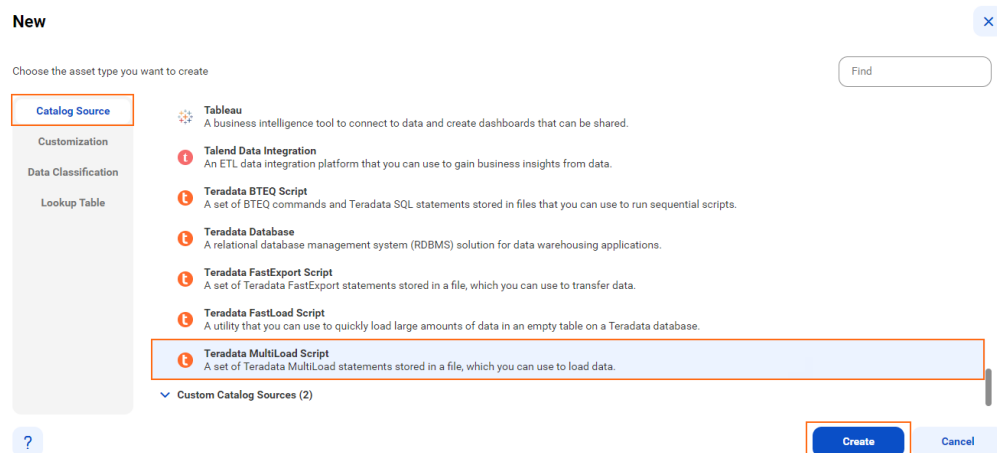 New
Choose the asset type you want to create
Find
Catalog Source
Customization
Data Classification
Lookup Table
Tableau
A business intelligence tool to connect to data and create dashboards that can be shared.
Talend Data Integration
An ETL data integration platform that you can use to gain business insights from data.
Teradata BTEQ Script
A set of BTEQ commands and Teradata SQL statements stored in files that you can use to run sequential scripts.
Teradata Database
A relational database management system (RDBMS) solution for data warehousing applications.
Teradata FastExport Script
A set of Teradata FastExport statements stored in a file, which you can use to transfer data.
Teradata FastLoad Script
A utility that you can use to quickly load large amounts of data in an empty table on a Teradata database.
Teradata MultiLoad Script
A set of Teradata MultiLoad statements stored in a file, which you can use to load data.
Custom Catalog Sources (2)
?
Create
Cancel